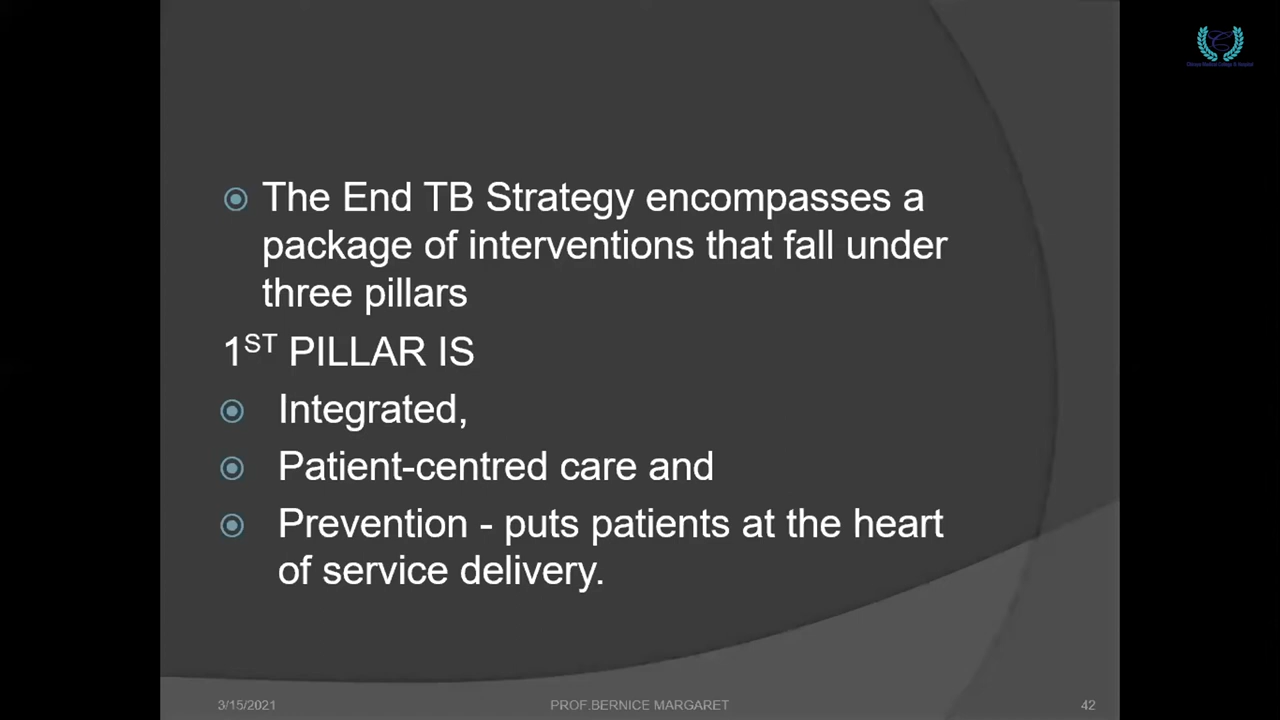 The End TB Strategy encompasses a
package of interventions that fall under
three pillars
1ST PILLAR IS
Integrated,
Patient-centred care and
Prevention - puts patients at the heart
of service delivery.
3/15/2021
PROF.BERNICE MARGARET
42